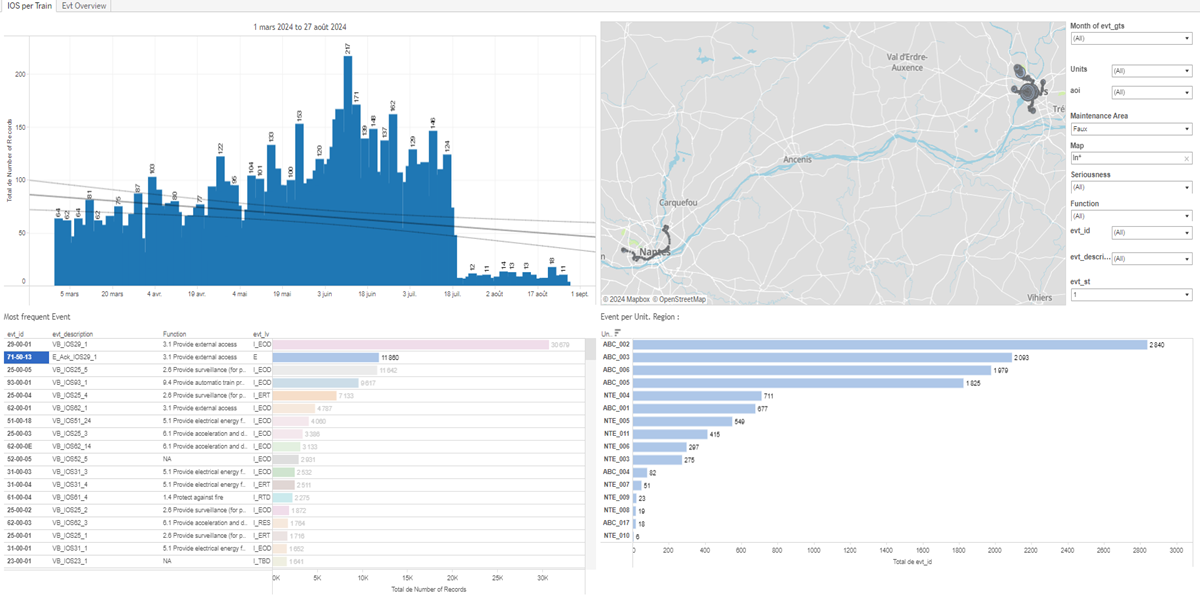 IOS per Train
Evt Overview
1 mars 2024 to 27 août 2024
Total de Number of Records
200
150
100
50
0
64
62
64
81
62
75
87
103
80
77
122
95
104
101
133
100
153
120
217
171
139
148
137
162
129
146
124
12
11
14
13
13
18
11
5 mars
20 mars
4 avr.
19 avr.
4 mai
19 mai
3 juin
18 juin
3 juil.
18 juil.
2 août
17 août
1 sept.
Val d'Erdre-
Auxence
Ancenis
Carquefou
Nantes
Vihiers
© 2024 Mapbox © OpenStreetMap
Month of evt_gts
(All)
Units
(All)
aoi
(All)
Maintenance Area
Faux
Map
In*
Seriousness
(All)
Function
(All)
evt_id
(All)
evt_descri...
(All)
evt_st
1
Most frequent Event
evt_id evt_description Function evt_lv
29-00-01 VB_IOS29_1 3.1 Provide external access I_EOD 30 679
71-50-13 E_Ack_IOS29_1 3.1 Provide external access E 11 860
25-00-05 VB_IOS25_5 2.6 Provide surveillance (for p.. I_EOD 11 642
93-00-01 VB_IOS93_1 9.4 Provide automatic train pr.. I_EOD 9 617
25-00-04 VB_IOS25_4 2.6 Provide surveillance (for p.. I_ERT 7 133
62-00-01 VB_IOS62_1 3.1 Provide external access I_EOD 4 757
51-00-18 VB_IOS51_24 5.1 Provide electrical energy f.. I_EOD 4 060
25-00-03 VB_IOS25_3 6.1 Provide acceleration and d.. I_EOD 3 386
62-00-0E VB_IOS62_14 6.1 Provide acceleration and d.. I_EOD 3 133
52-00-05 VB_IOS52_5 NA I_EOD 2 931
31-00-03 VB_IOS31_3 5.1 Provide electrical energy f.. I_EOD 2 532
31-00-04 VB_IOS31_4 5.1 Provide electrical energy f.. I_ERT 2 511
61-00-04 VB_IOS61_4 1.4 Protect against fire I_RTD 2 275
25-00-02 VB_IOS25_2 2.6 Provide surveillance (for p.. I_EOD 1 872
62-00-03 VB_IOS62_3 6.1 Provide acceleration and d.. I_RES 1 764
25-00-01 VB_IOS25_1 2.6 Provide surveillance (for p.. I_ERT 1 716
31-00-01 VB_IOS31_1 5.1 Provide electrical energy f.. I_EOD 1 652
23-00-01 VB_IOS23_1 NA I_TBD 1 641
0K 5K 10K 15K 20K 25K 30K
Total de Number of Records
Event per Unit. Region :
Un..
ABC_002 2 840
ABC_003 2 093
ABC_006 1 979
ABC_005 1 825
NTE_004 711
ABC_001 677
NTE_005 549
NTE_011 415
NTE_006 297
NTE_003 275
ABC_004 82
NTE_007 51
NTE_009 23
NTE_008 19
ABC_017 18
NTE_010 6
0 200 400 600 800 1000 1200 1400 1600 1800 2000 2200 2400 2600 2800 3000
Total de evt_id